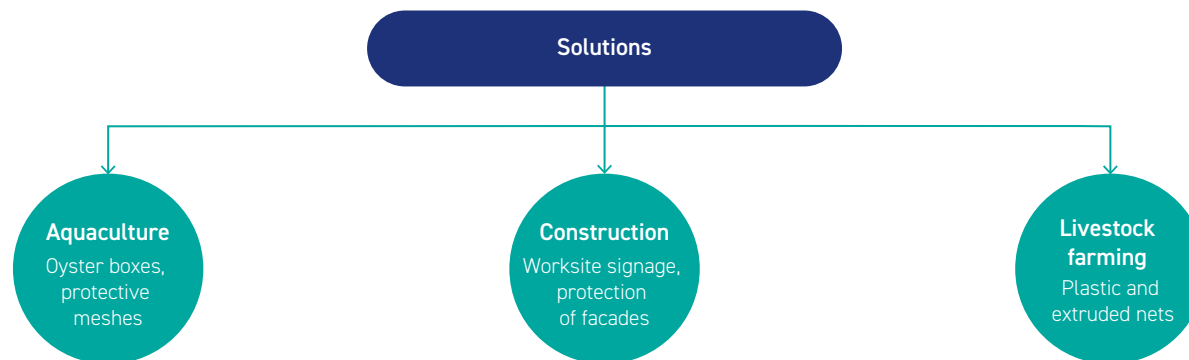 Solutions
Aquaculture
Oyster boxes,
protective
meshes
Construction
Worksite signage,
protection
of facades
Livestock
farming
Plastic and
extruded nets